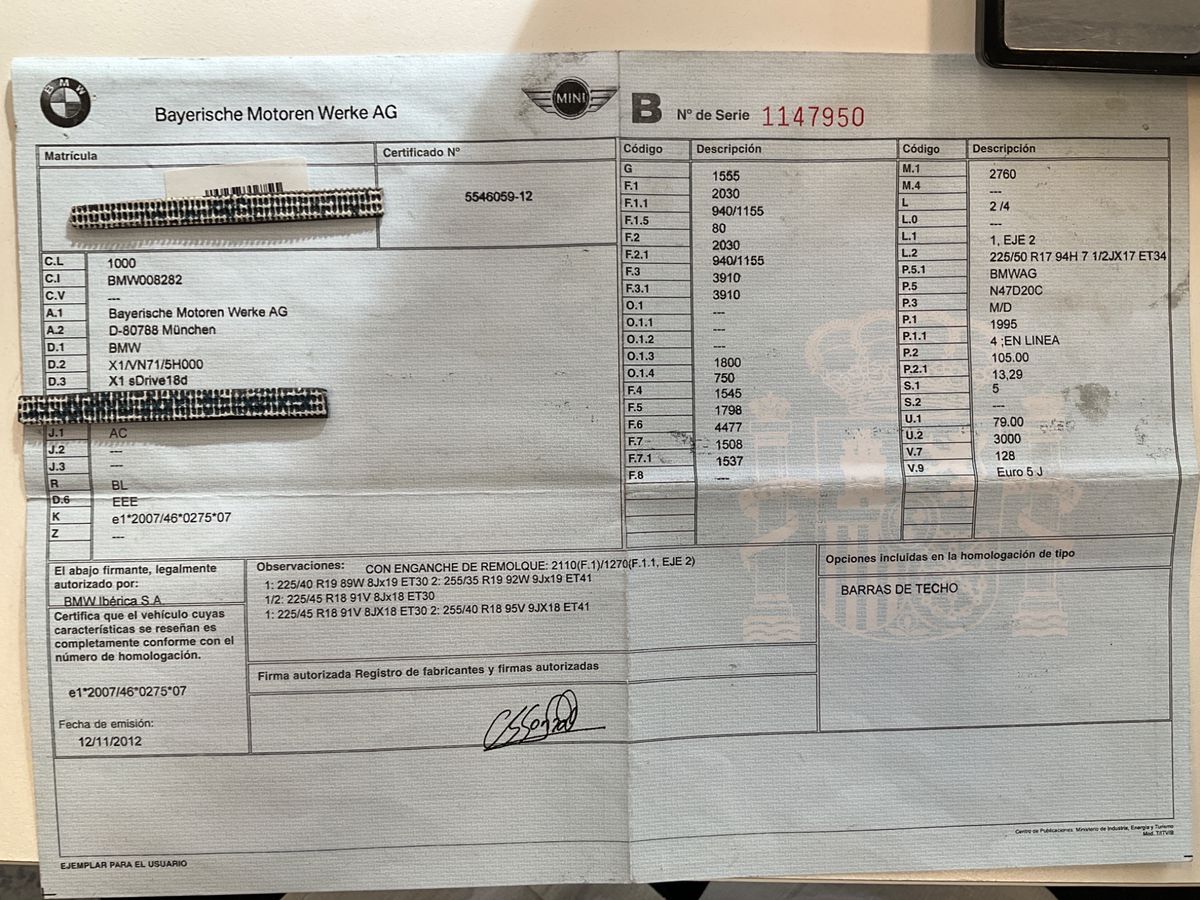 BMW
Bayerische Motoren Werke AG
MINI
B Nº de Serie 1147950
Matrícula
Certificado Nº
5546059-12
C.L 1000
C.I BMW008282
C.V ---
A.1 Bayerische Motoren Werke AG
A.2 D-80788 München
D.1 BMW
D.2 X1/VN71/5H000
D.3 X1 sDrive18d
J.1 AC
J.2 ---
J.3 ---
R BL
D.6 EEE
K e1*2007/46*0275*07
Z ---
Código Descripción
G 1555
F.1 2030
F.1.1 940/1155
F.1.5 80
F.2 2030
F.2.1 940/1155
F.3 3910
F.3.1 3910
O.1 ---
O.1.1 ---
O.1.2 ---
O.1.3 1800
O.1.4 750
F.4 1545
F.5 1798
F.6 4477
F.7 1508
F.7.1 1537
F.8 ---
Código Descripción
M.1 2760
M.4 ---
L 2 /4
L.0 ---
L.1 1, EJE 2
L.2 225/50 R17 94H 7 1/2JX17 ET34
P.5.1 BMWAG
P.5 N47D20C
P.3 M/D
P.1 1995
P.1.1 4 ;EN LINEA
P.2 105.00
P.2.1 13,29
S.1 5
S.2 ---
U.1 79.00
U.2 3000
V.7 128
V.9 Euro 5 J
El abajo firmante, legalmente
autorizado por:
BMW Ibérica S.A.
Certifica que el vehículo cuyas
características se reseñan es
completamente conforme con el
número de homologación.
e1*2007/46*0275*07
Fecha de emisión:
12/11/2012
Observaciones: CON ENGANCHE DE REMOLQUE: 2110(F.1)/1270(F.1.1, EJE 2)
1: 225/40 R19 89W 8Jx19 ET30 2: 255/35 R19 92W 9Jx19 ET41
1/2: 225/45 R18 91V 8JX18 ET30
1: 225/45 R18 91V 8JX18 ET30 2: 255/40 R18 95V 9JX18 ET41
Firma autorizada Registro de fabricantes y firmas autorizadas
Opciones incluidas en la homologación de tipo
BARRAS DE TECHO
Centro de Publicaciones. Ministerio de Industria, Energía y Turismo
Mod. T/ITV/B
EJEMPLAR PARA EL USUARIO